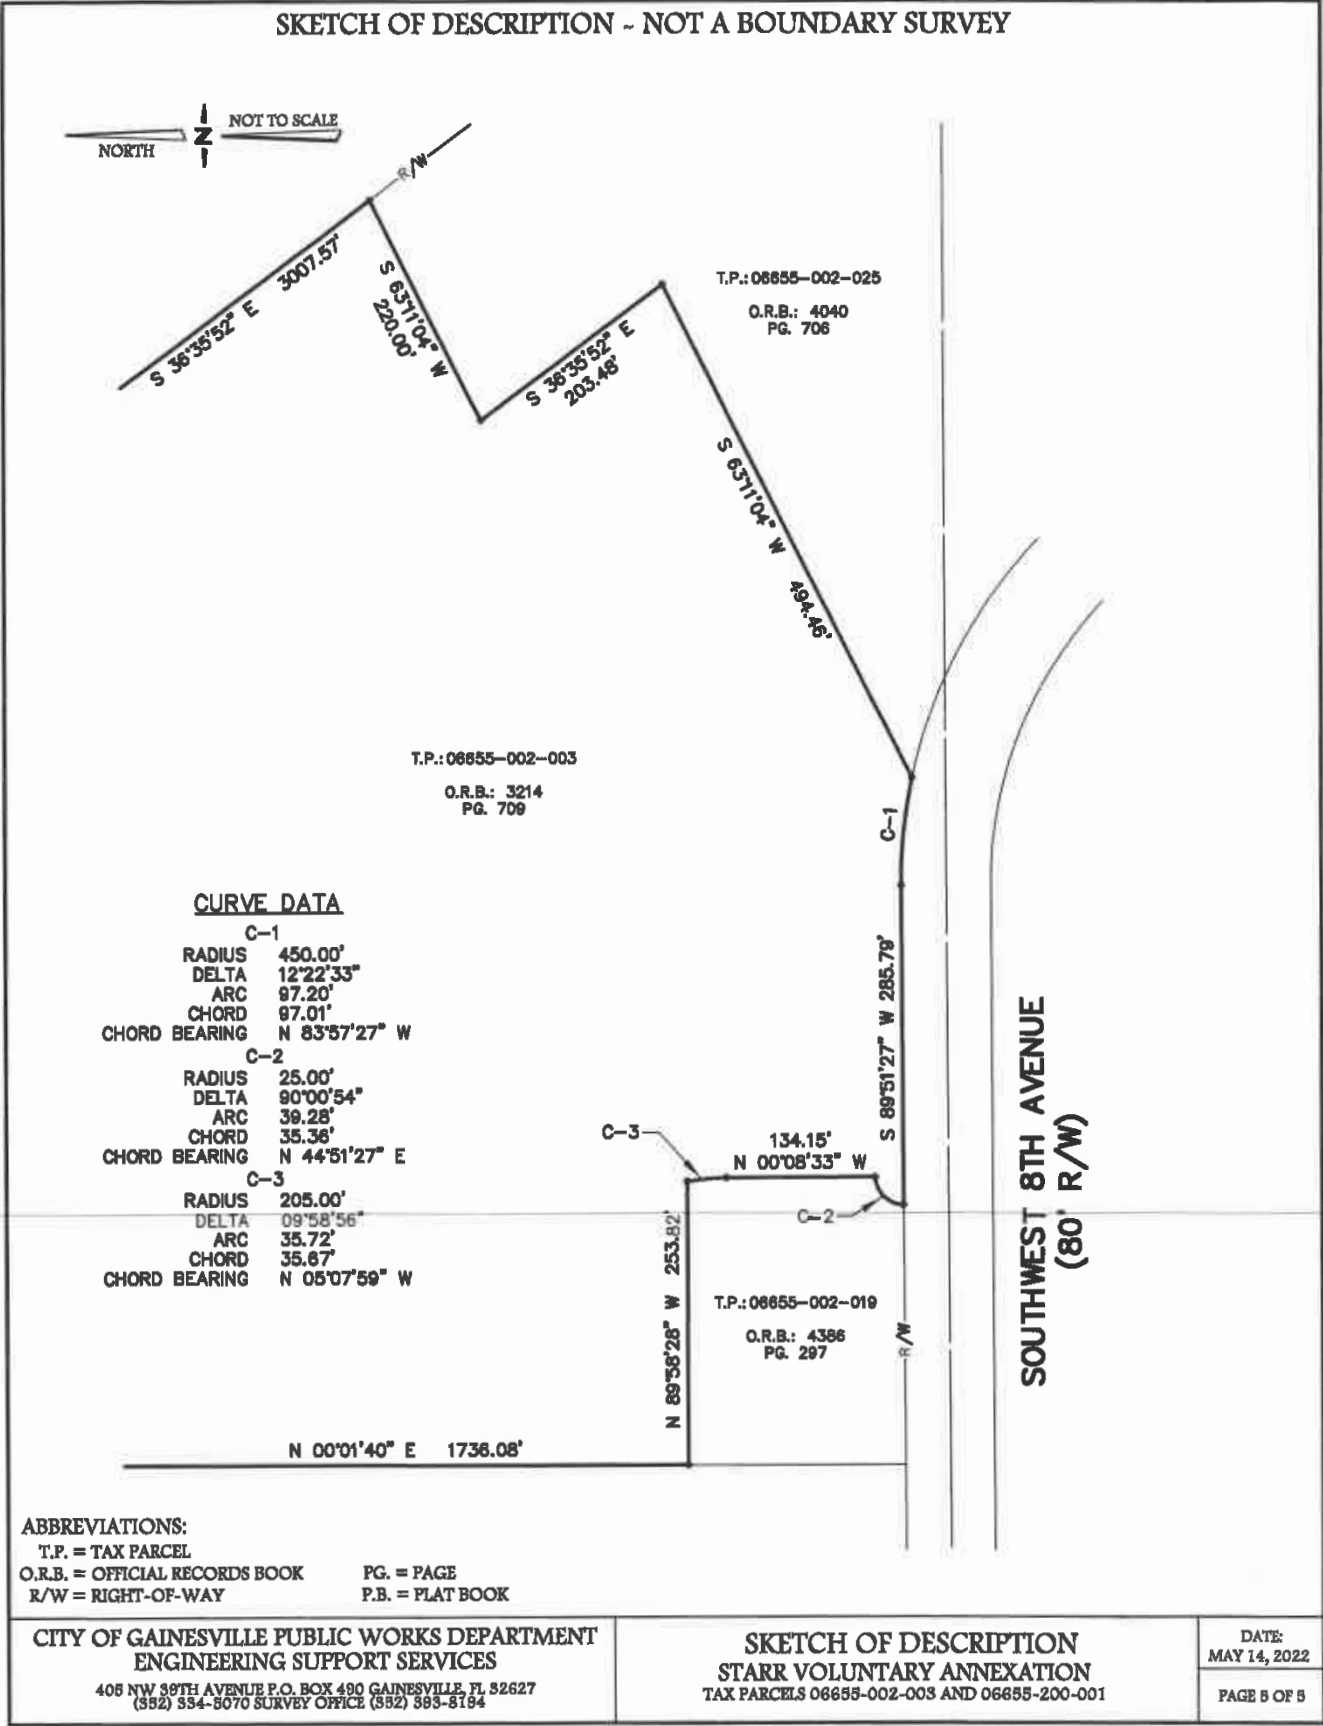 SKETCH OF DESCRIPTION ~ NOT A BOUNDARY SURVEY
NOT TO SCALE
N
NORTH
R/W
S 36°35'52" E 3007.57'
S 63°11'04" W
220.00'
S 36°35'52" E
203.48'
T.P.: 06655-002-025
O.R.B.: 4040
PG. 706
S 63°11'04" W 494.46'
T.P.: 06655-002-003
O.R.B.: 3214
PG. 709
C-1
CURVE DATA
C-1
RADIUS 450.00'
DELTA 12°22'33"
ARC 97.20'
CHORD 97.01'
CHORD BEARING N 83°57'27" W
C-2
RADIUS 25.00'
DELTA 90°00'54"
ARC 39.28'
CHORD 35.36'
CHORD BEARING N 44°51'27" E
C-3
RADIUS 205.00'
DELTA 09°58'56"
ARC 35.72'
CHORD 35.67'
CHORD BEARING N 05°07'59" W
S 89°51'27" W 285.79'
C-3
134.15'
N 00°08'33" W
C-2
N 89°58'28" W 253.82'
T.P.: 06655-002-019
O.R.B.: 4386
PG. 297
R/W
SOUTHWEST 8TH AVENUE
(80' R/W)
N 00°01'40" E 1736.08'
ABBREVIATIONS:
T.P. = TAX PARCEL
O.R.B. = OFFICIAL RECORDS BOOK PG. = PAGE
R/W = RIGHT-OF-WAY P.B. = PLAT BOOK
CITY OF GAINESVILLE PUBLIC WORKS DEPARTMENT
ENGINEERING SUPPORT SERVICES
405 NW 39TH AVENUE P.O. BOX 490 GAINESVILLE, FL 32627
(352) 334-5070 SURVEY OFFICE (352) 393-8194
SKETCH OF DESCRIPTION
STARR VOLUNTARY ANNEXATION
TAX PARCELS 06655-002-003 AND 06655-200-001
DATE:
MAY 14, 2022
PAGE 5 OF 5